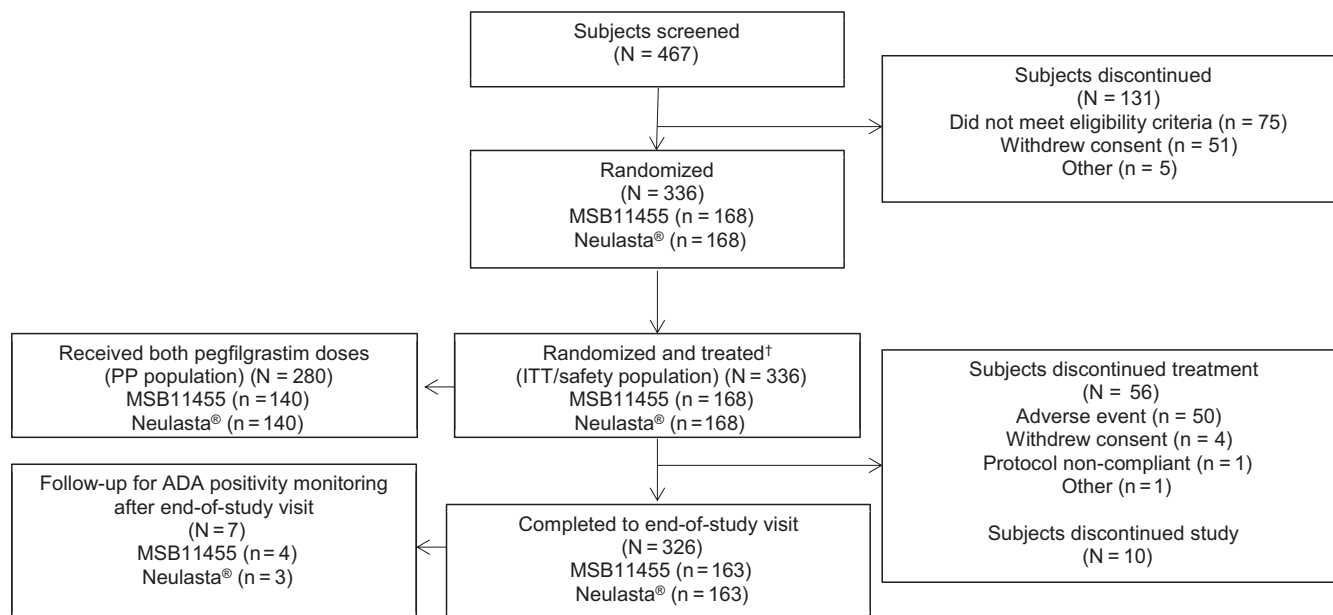 Subjects screened
(N = 467)
Subjects discontinued
(N = 131)
Did not meet eligibility criteria (n = 75)
Withdrew consent (n = 51)
Other (n = 5)
Randomized
(N = 336)
MSB11455 (n = 168)
Neulasta® (n = 168)
Received both pegfilgrastim doses
(PP population) (N = 280)
MSB11455 (n = 140)
Neulasta® (n = 140)
Randomized and treated†
(ITT/safety population) (N = 336)
MSB11455 (n = 168)
Neulasta® (n = 168)
Subjects discontinued treatment
(N = 56)
Adverse event (n = 50)
Withdrew consent (n = 4)
Protocol non-compliant (n = 1)
Other (n = 1)
Subjects discontinued study
(N = 10)
Follow-up for ADA positivity monitoring
after end-of-study visit
(N = 7)
MSB11455 (n = 4)
Neulasta® (n = 3)
Completed to end-of-study visit
(N = 326)
MSB11455 (n = 163)
Neulasta® (n = 163)